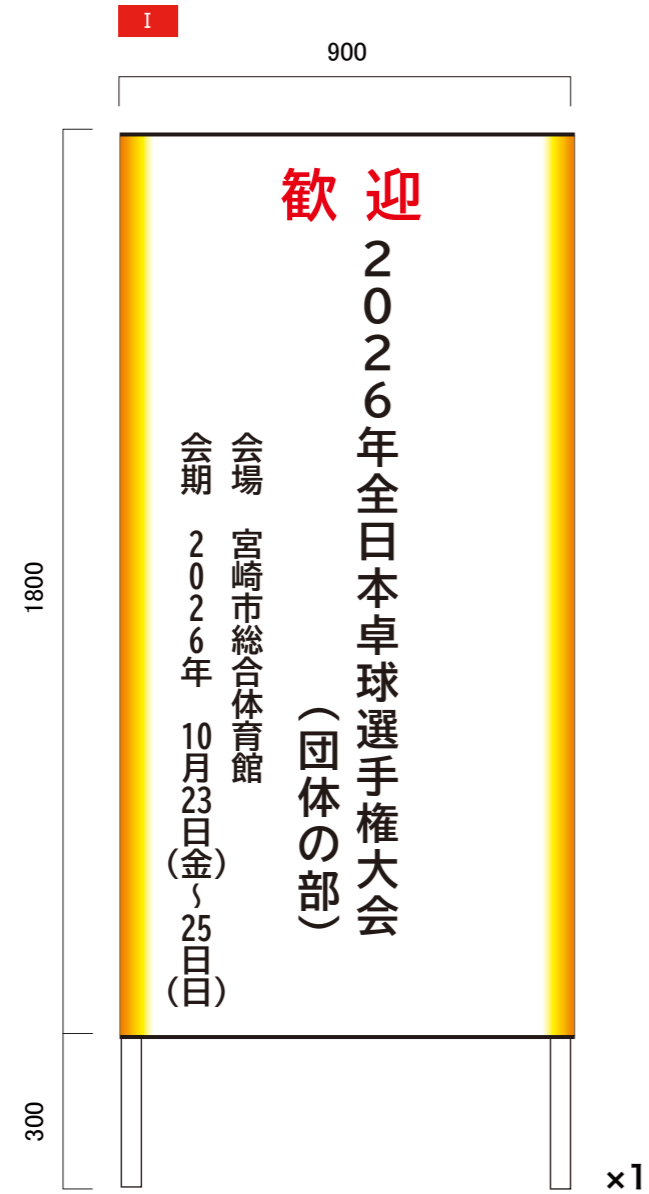 I
900
歓迎
2026年全日本卓球選手権大会
(団体の部)
会場 宮崎市総合体育館
会期 2026年 10月23日(金)~25日(日)
1800
300
×1